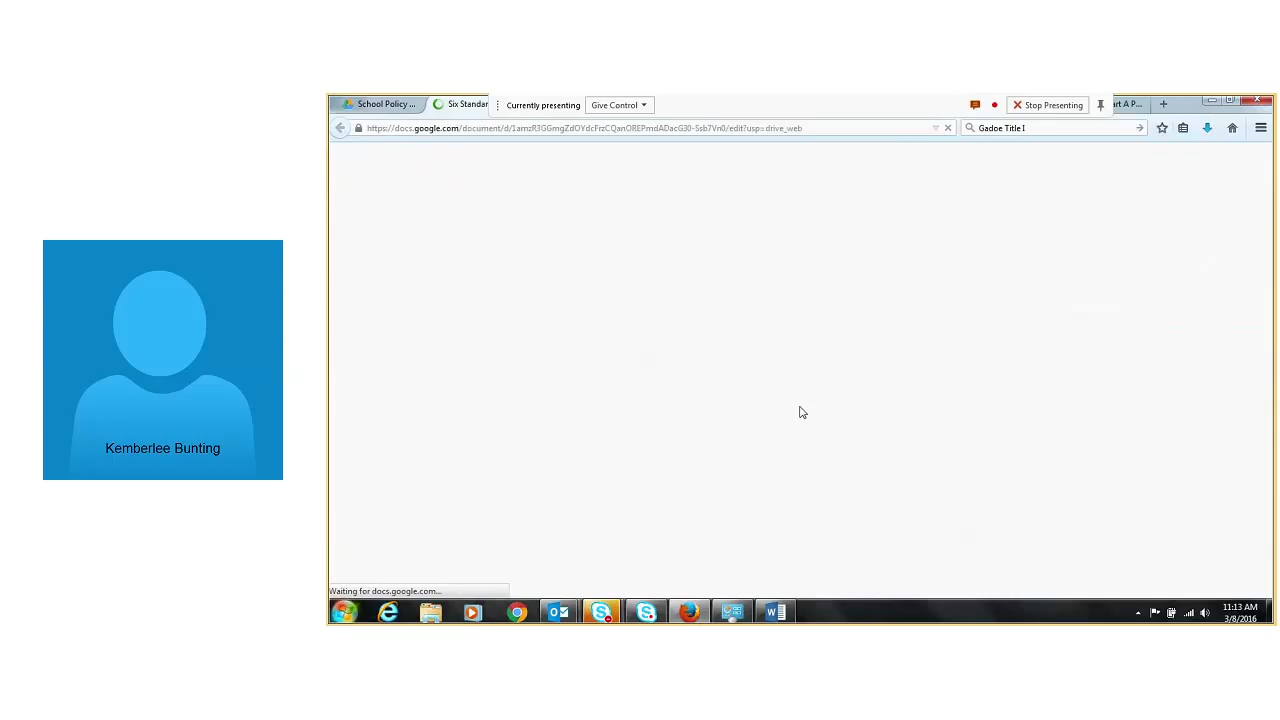 School Policy ...
Six Standar
Currently presenting
Give Control
Stop Presenting
art A P...
https://docs.google.com/document/d/1amzR3GGmgZdOYdcFrzCQanOREPmdADacG30-Ssb7Vn0/edit?usp=drive_web
Gadoe Title I
Kemberlee Bunting
Waiting for docs.google.com...
11:13 AM
3/8/2016